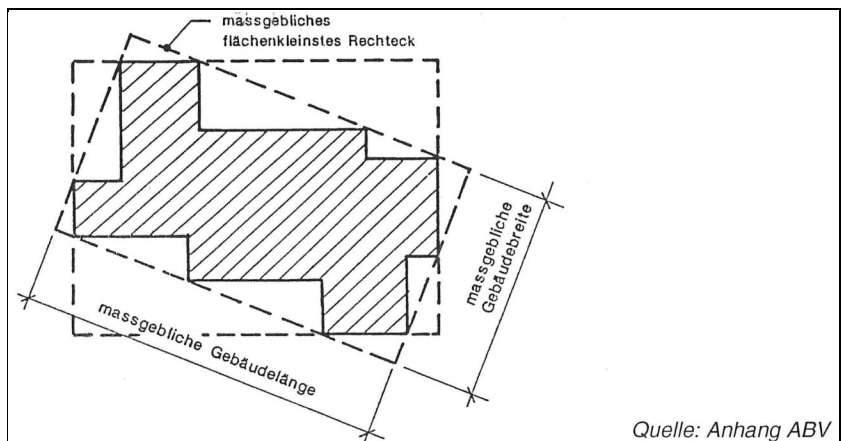 massgebliches
flächenkleinstes Rechteck
massgebliche
Gebäudebreite
massgebliche Gebäudelänge
Quelle: Anhang ABV